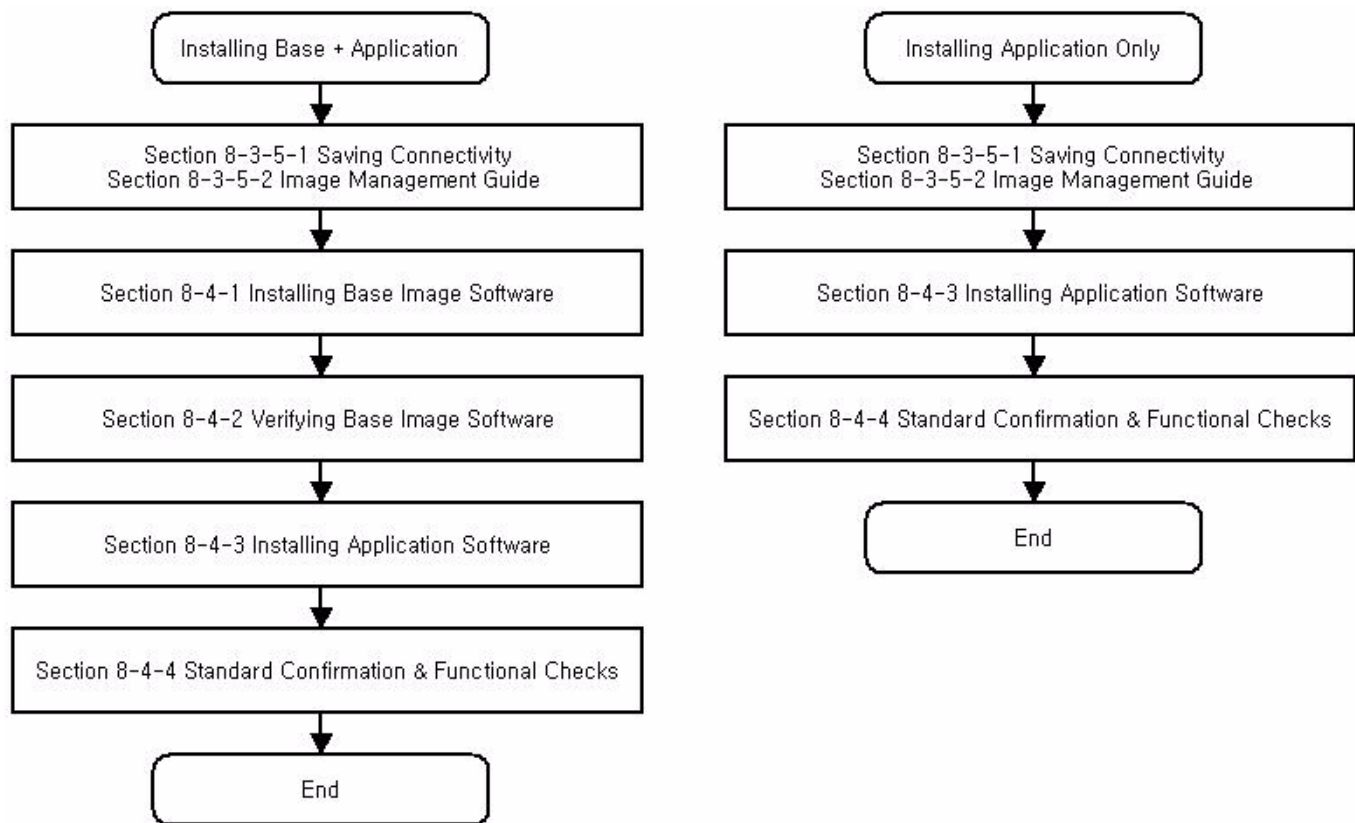 Installing Base + Application
Section 8-3-5-1 Saving Connectivity
Section 8-3-5-2 Image Management Guide
Section 8-4-1 Installing Base Image Software
Section 8-4-2 Verifying Base Image Software
Section 8-4-3 Installing Application Software
Section 8-4-4 Standard Confirmation & Functional Checks
End
Installing Application Only
Section 8-3-5-1 Saving Connectivity
Section 8-3-5-2 Image Management Guide
Section 8-4-3 Installing Application Software
Section 8-4-4 Standard Confirmation & Functional Checks
End